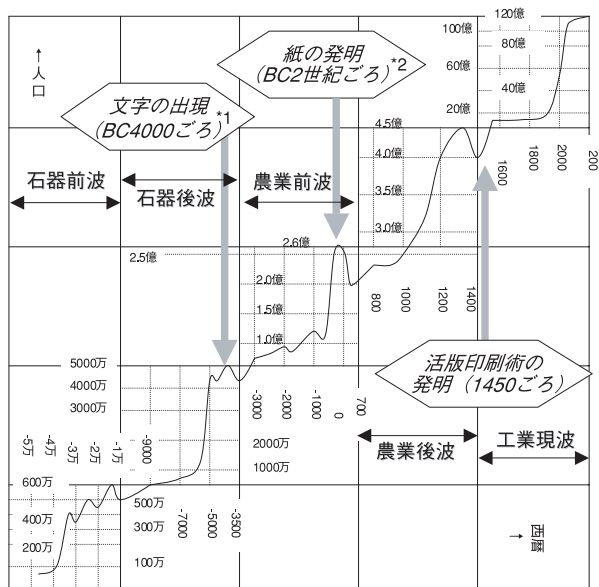 120億
100億
80億
60億
40億
20億
↑人口
紙の発明
(BC2世紀ごろ)*2
文字の出現
(BC4000ごろ)*1
石器前波
石器後波
農業前波
4.5億
4.0億
3.5億
3.0億
1600
1800
2000
200
2.6億
2.5億
2.0億
1.5億
1.0億
800
1000
1200
1400
5000万
4000万
3000万
2000万
1000万
-3000
-2000
-1000
0
700
活版印刷術の
発明（1450ごろ）
農業後波
工業現波
-5万
-4万
-3万
-2万
-1万
-9000
600万
500万
400万
300万
200万
100万
-7000
-5000
-3500
西暦
→